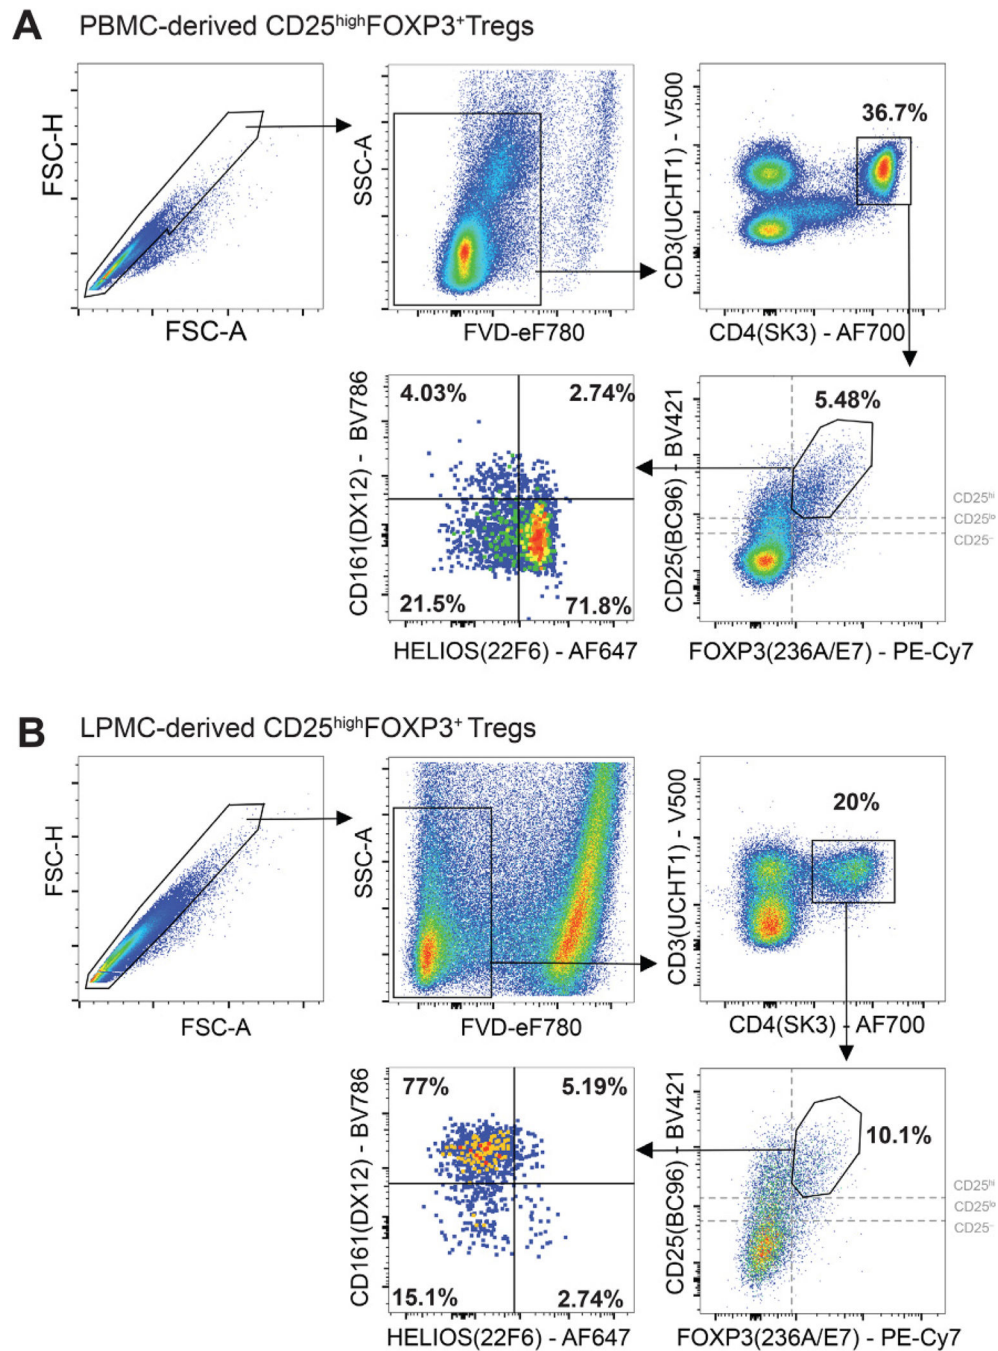 A PBMC-derived CD25highFOXP3+Tregs
FSC-H
FSC-A
SSC-A
FVD-eF780
36.7%
CD3(UCHT1) - V500
CD4(SK3) - AF700
4.03%
2.74%
21.5%
71.8%
CD161(DX12) - BV786
HELIOS(22F6) - AF647
5.48%
CD25(BC96) - BV421
CD25hi
CD25lo
CD25–
FOXP3(236A/E7) - PE-Cy7
B LPMC-derived CD25highFOXP3+ Tregs
FSC-H
FSC-A
SSC-A
FVD-eF780
20%
CD3(UCHT1) - V500
CD4(SK3) - AF700
77%
5.19%
15.1%
2.74%
CD161(DX12) - BV786
HELIOS(22F6) - AF647
10.1%
CD25(BC96) - BV421
CD25hi
CD25lo
CD25–
FOXP3(236A/E7) - PE-Cy7